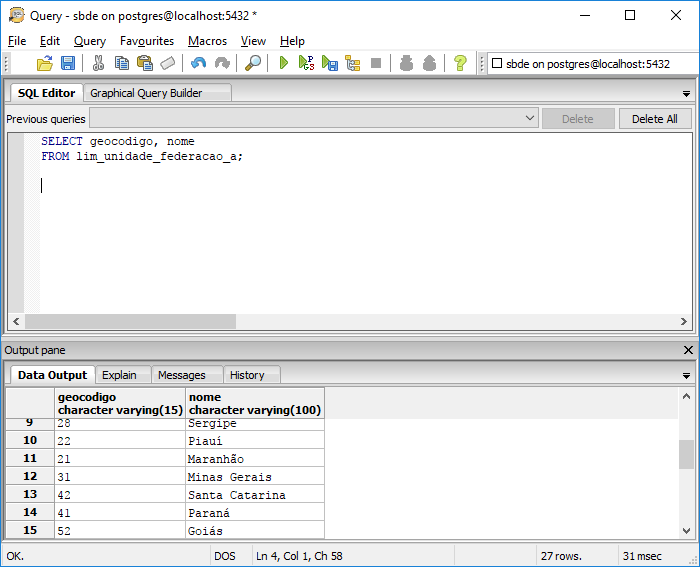 Query - sbde on postgres@localhost:5432 *
File Edit Query Favourites Macros View Help
sbde on postgres@localhost:5432
SQL Editor Graphical Query Builder
Previous queries Delete Delete All
SELECT geocodigo, nome
FROM lim_unidade_federacao_a;
Output pane
Data Output Explain Messages History
geocodigo nome
character varying(15) character varying(100)
9 28 Sergipe
10 22 Piauí
11 21 Maranhão
12 31 Minas Gerais
13 42 Santa Catarina
14 41 Paraná
15 52 Goiás
OK. DOS Ln 4, Col 1, Ch 58 27 rows. 31 msec